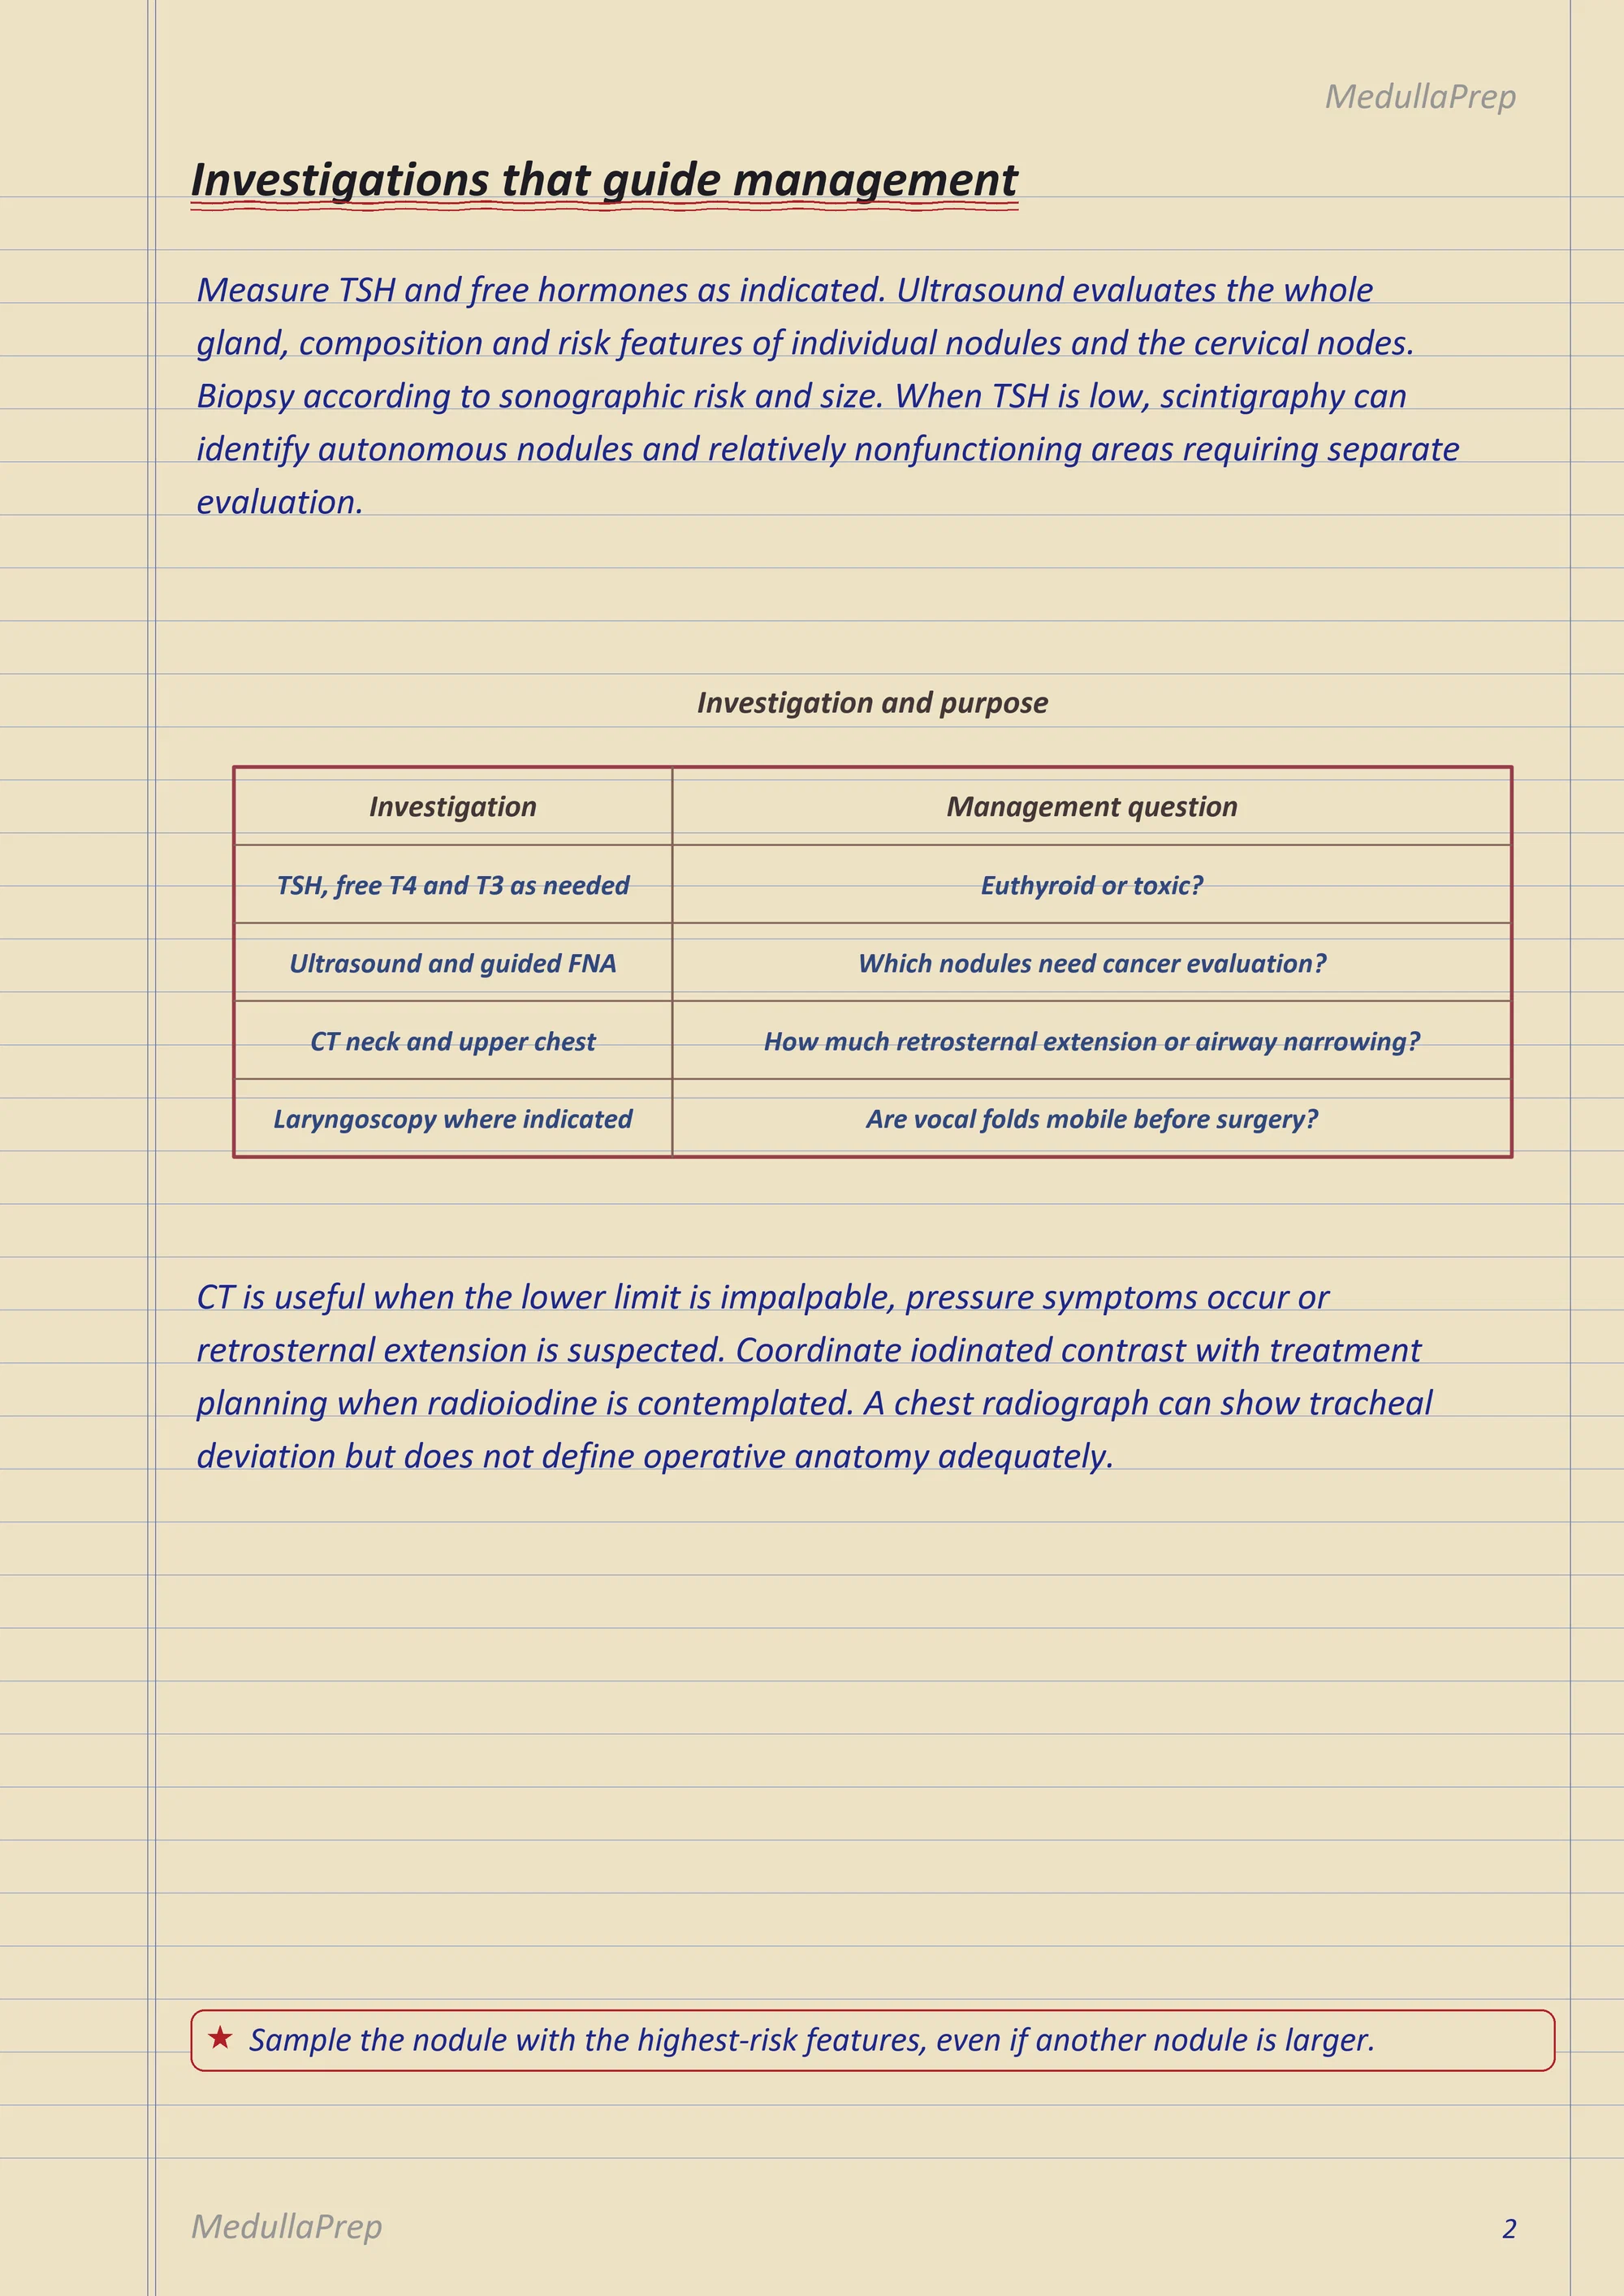 MedullaPrep
Investigations that guide management
Measure TSH and free hormones as indicated. Ultrasound evaluates the whole
gland, composition and risk features of individual nodules and the cervical nodes.
Biopsy according to sonographic risk and size. When TSH is low, scintigraphy can
identify autonomous nodules and relatively nonfunctioning areas requiring separate
evaluation.
Investigation and purpose
Investigation Management question
TSH, free T4 and T3 as needed Euthyroid or toxic?
Ultrasound and guided FNA Which nodules need cancer evaluation?
CT neck and upper chest How much retrosternal extension or airway narrowing?
Laryngoscopy where indicated Are vocal folds mobile before surgery?
CT is useful when the lower limit is impalpable, pressure symptoms occur or
retrosternal extension is suspected. Coordinate iodinated contrast with treatment
planning when radioiodine is contemplated. A chest radiograph can show tracheal
deviation but does not define operative anatomy adequately.
★ Sample the nodule with the highest-risk features, even if another nodule is larger.
MedullaPrep 2